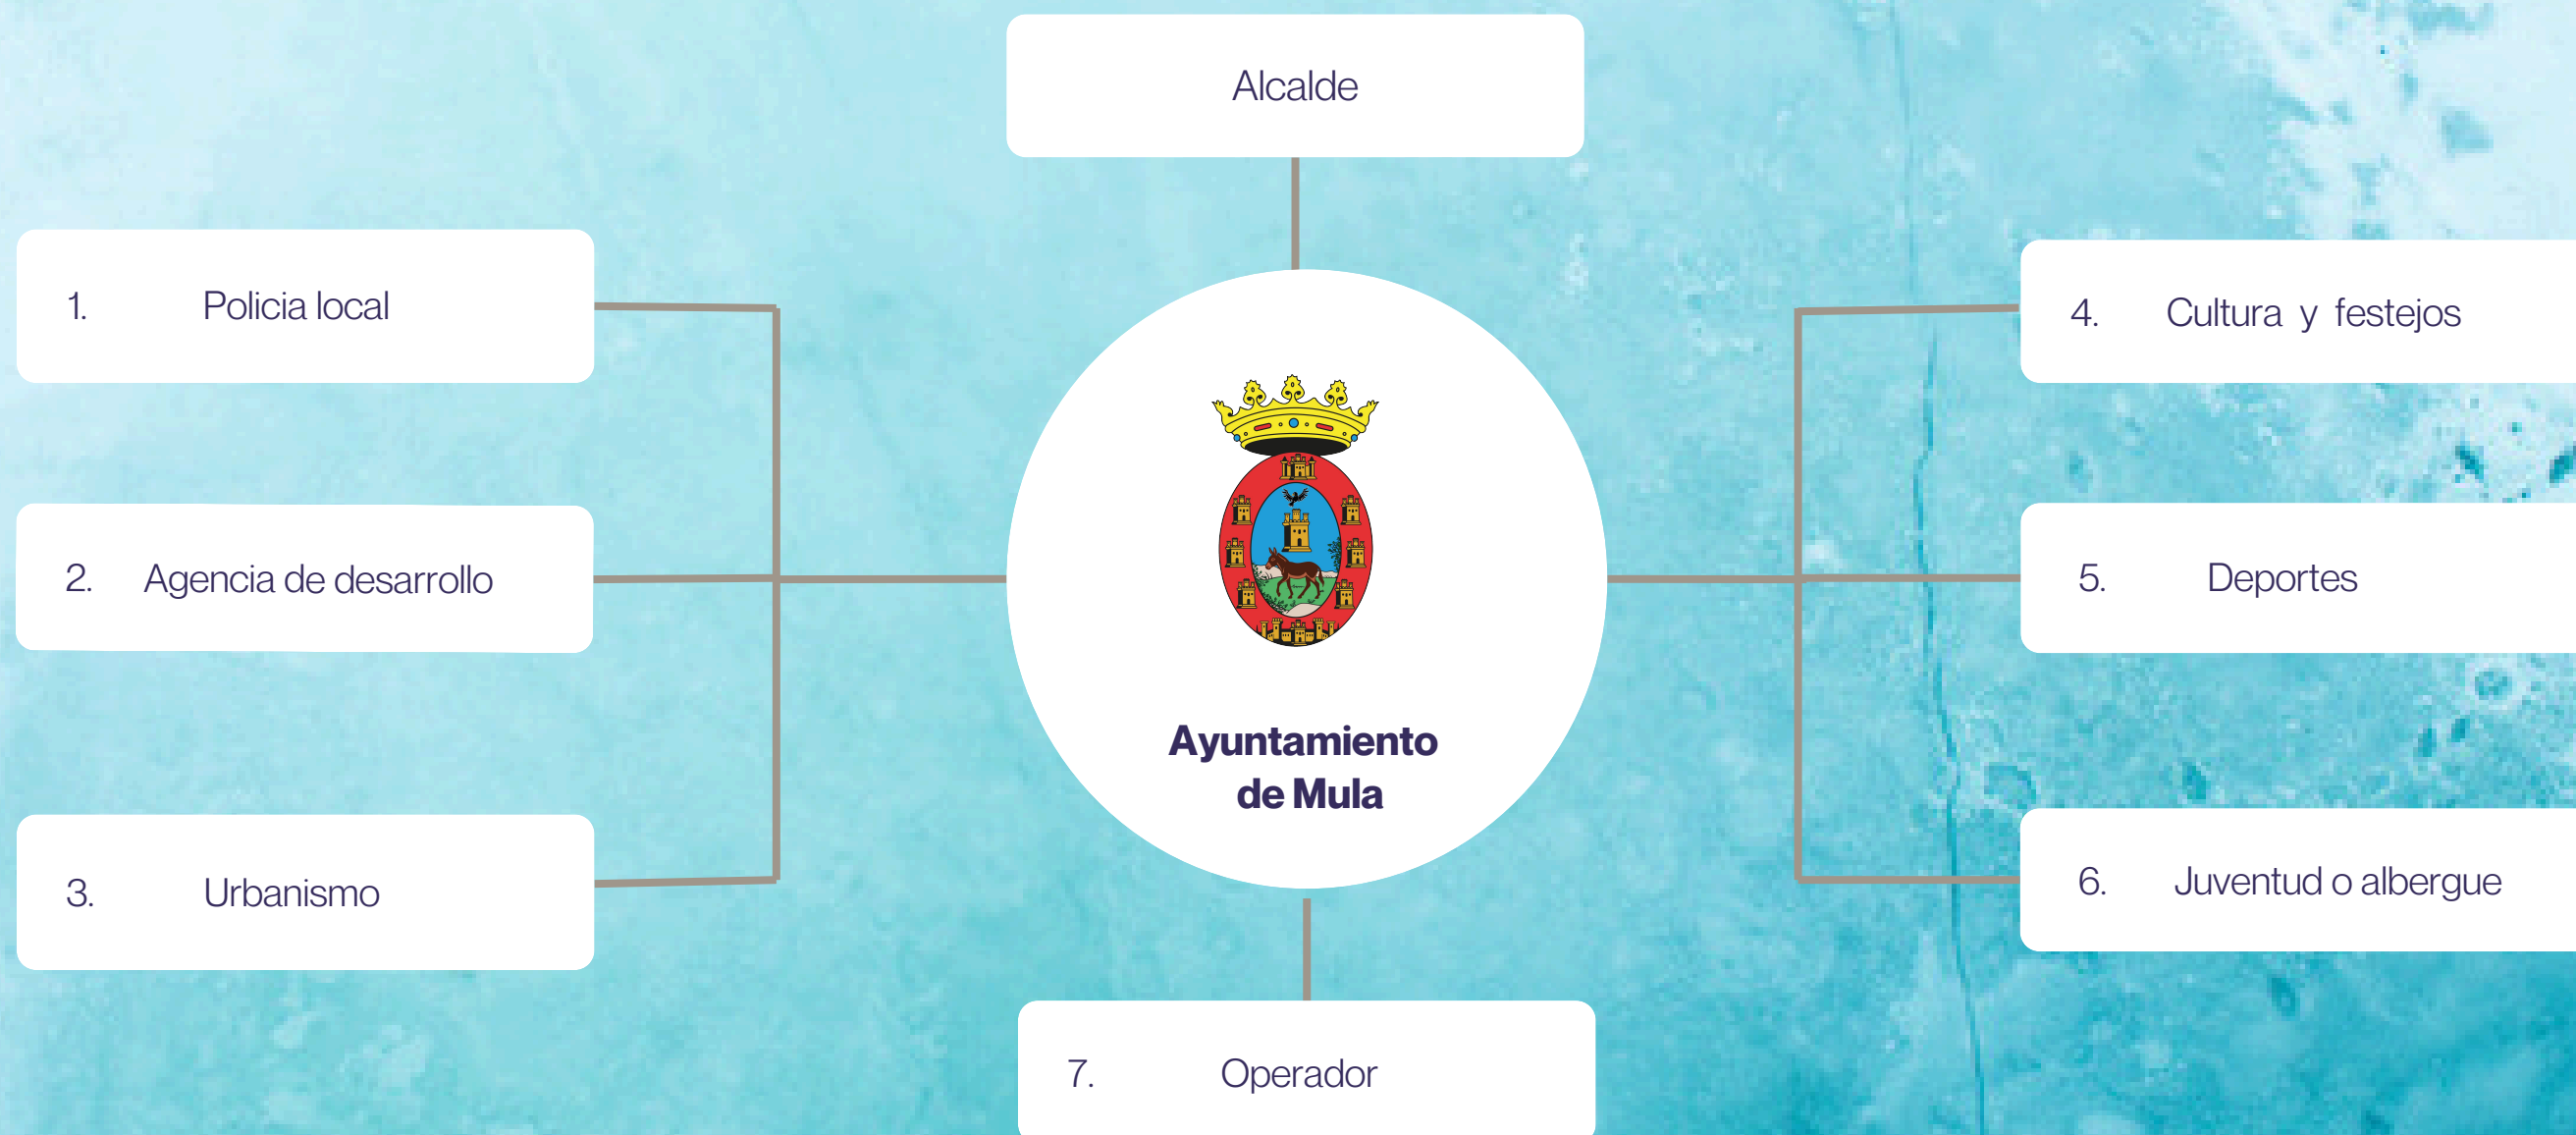 Alcalde
1. Policia local
2. Agencia de desarrollo
3. Urbanismo
Ayuntamiento
de Mula
4. Cultura y festejos
5. Deportes
6. Juventud o albergue
7. Operador